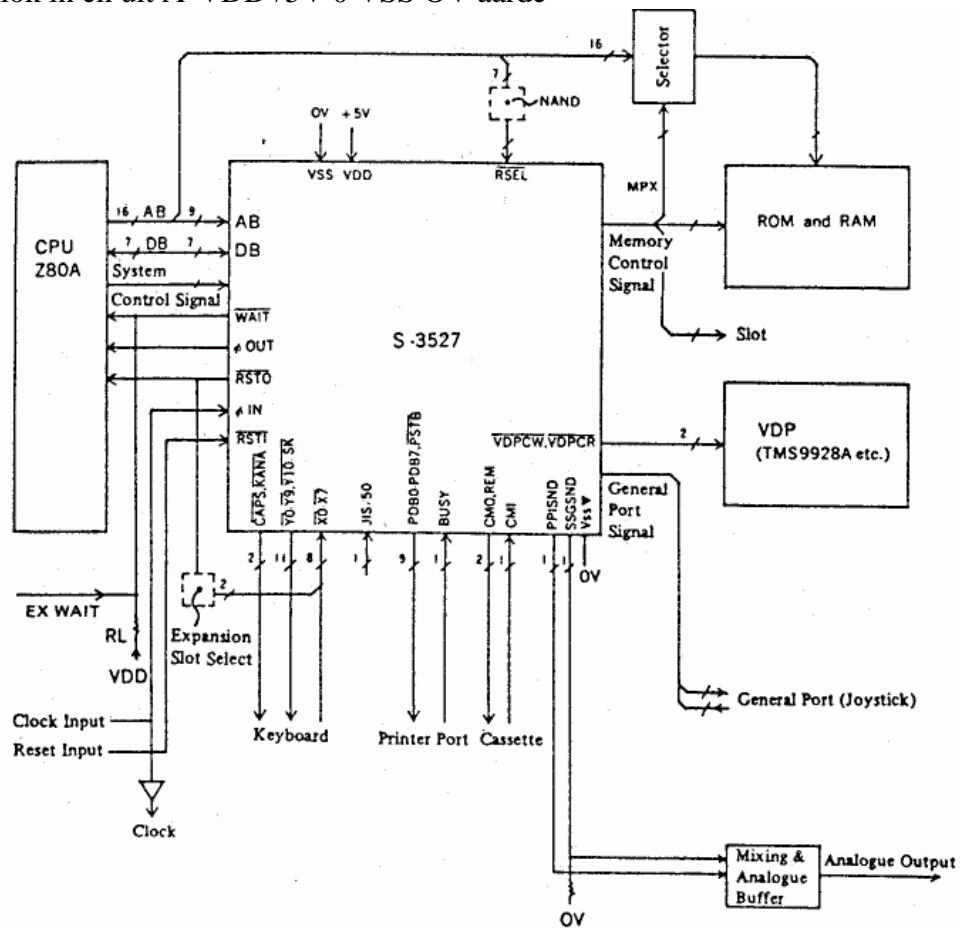 16
Selector
7
NAND
0V +5V
VSS VDD
RSEL
MPX
ROM and RAM
CPU
Z80A
16 AB 9
AB
7 DB 7
DB
System
Control Signal
WAIT
ϕ OUT
RSTO
ϕ IN
RSTI
S-3527
Memory
Control
Signal
Slot
VDPCW,VDPCR
2
VDP
(TMS9928A etc.)
General
Port
Signal
CAPS,KANA
Y0-Y9,Y10 SK
X0-X7
JIS/50
PDB0-PDB7,PSTB
BUSY
CMO,REM
CMI
PPISND
SSGSND
Vss▼
2
11
8
1
9
1
2
1
1
1
0V
2
EX WAIT
RL
VDD
Expansion
Slot Select
Clock Input
Reset Input
Keyboard
Printer Port
Cassette
General Port (Joystick)
Clock
Mixing &
Analogue
Buffer
Analogue Output
0V